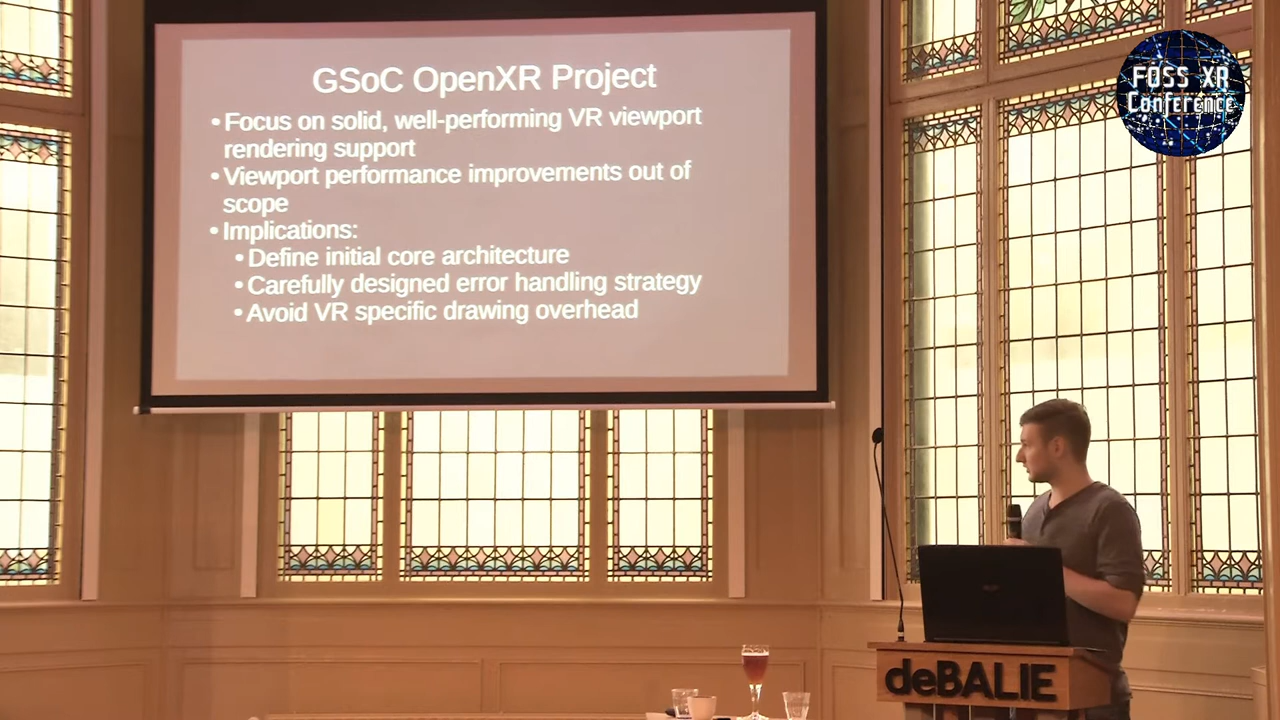 GSoC OpenXR Project
• Focus on solid, well-performing VR viewport
rendering support
• Viewport performance improvements out of
scope
• Implications:
• Define initial core architecture
• Carefully designed error handling strategy
• Avoid VR specific drawing overhead
FOSS XR
Conference
deBALIE